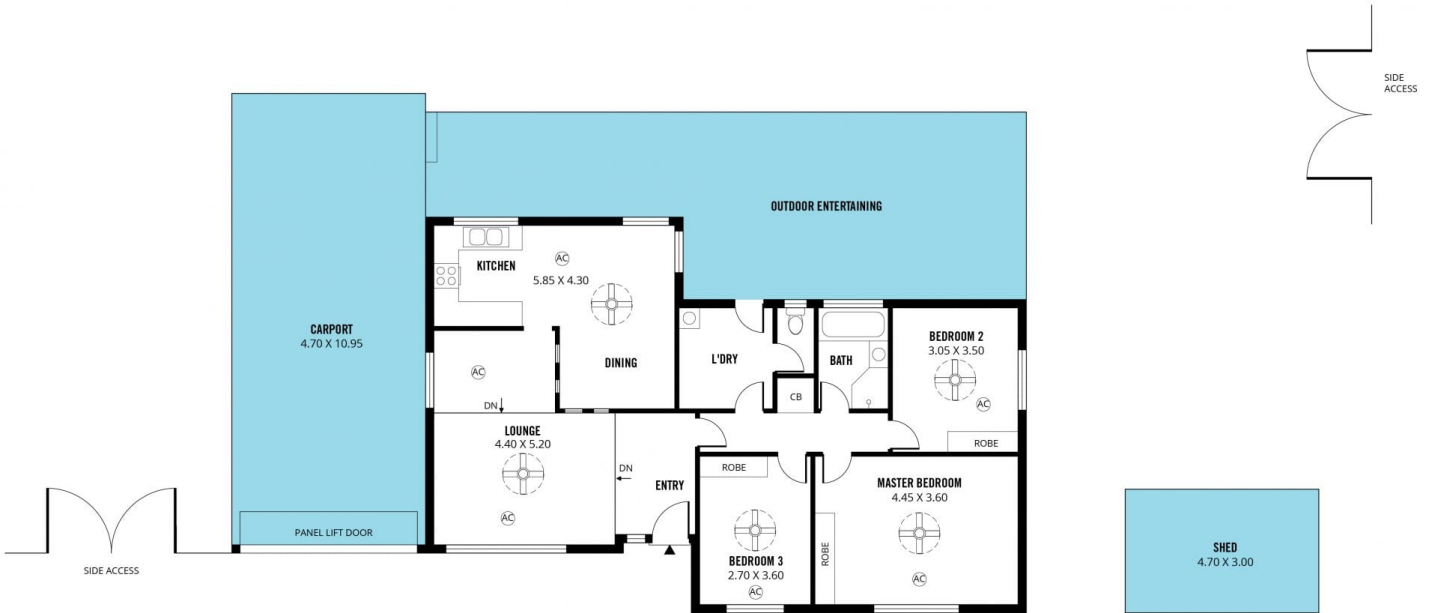 SIDE
ACCESS
OUTDOOR ENTERTAINING
KITCHEN
AC
5.85 X 4.30
CARPORT
4.70 X 10.95
DINING
L'DRY
BATH
BEDROOM 2
3.05 X 3.50
AC
CB
AC
DN
ROBE
LOUNGE
4.40 X 5.20
DN
ENTRY
ROBE
MASTER BEDROOM
4.45 X 3.60
AC
PANEL LIFT DOOR
SIDE ACCESS
BEDROOM 3
2.70 X 3.60
AC
ROBE
AC
SHED
4.70 X 3.00